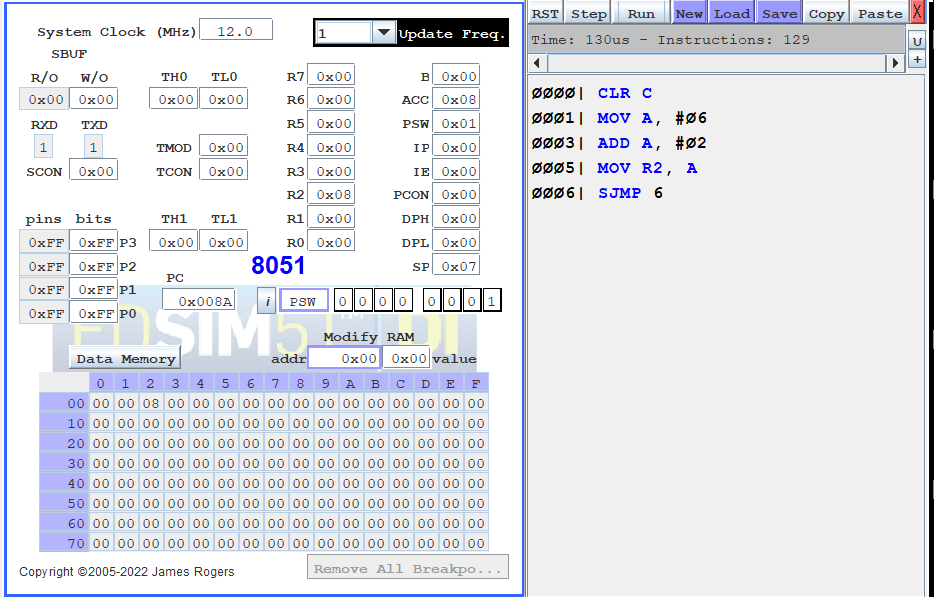 System Clock (MHz) 12.0 1 Update Freq.
SBUF
R/O W/O TH0 TL0 R7 0x00 B 0x00
0x00 0x00 0x00 0x00 R6 0x00 ACC 0x08
RXD TXD R5 0x00 PSW 0x01
1 1 TMOD 0x00 R4 0x00 IP 0x00
SCON 0x00 TCON 0x00 R3 0x00 IE 0x00
R2 0x08 PCON 0x00
pins bits TH1 TL1 R1 0x00 DPH 0x00
0xFF 0xFF P3 0x00 0x00 R0 0x00 DPL 0x00
0xFF 0xFF P2 8051 SP 0x07
PC
0xFF 0xFF P1 0x008A i PSW 0 0 0 0 0 0 0 1
0xFF 0xFF P0
Modify RAM
Data Memory addr 0x00 0x00 value
0 1 2 3 4 5 6 7 8 9 A B C D E F
00 00 00 08 00 00 00 00 00 00 00 00 00 00 00 00 00
10 00 00 00 00 00 00 00 00 00 00 00 00 00 00 00 00
20 00 00 00 00 00 00 00 00 00 00 00 00 00 00 00 00
30 00 00 00 00 00 00 00 00 00 00 00 00 00 00 00 00
40 00 00 00 00 00 00 00 00 00 00 00 00 00 00 00 00
50 00 00 00 00 00 00 00 00 00 00 00 00 00 00 00 00
60 00 00 00 00 00 00 00 00 00 00 00 00 00 00 00 00
70 00 00 00 00 00 00 00 00 00 00 00 00 00 00 00 00
Copyright ©2005-2022 James Rogers Remove All Breakpo...
RST Step Run New Load Save Copy Paste X
Time: 130us - Instructions: 129 U
+
0000| CLR C
0001| MOV A, #06
0003| ADD A, #02
0005| MOV R2, A
0006| SJMP 6